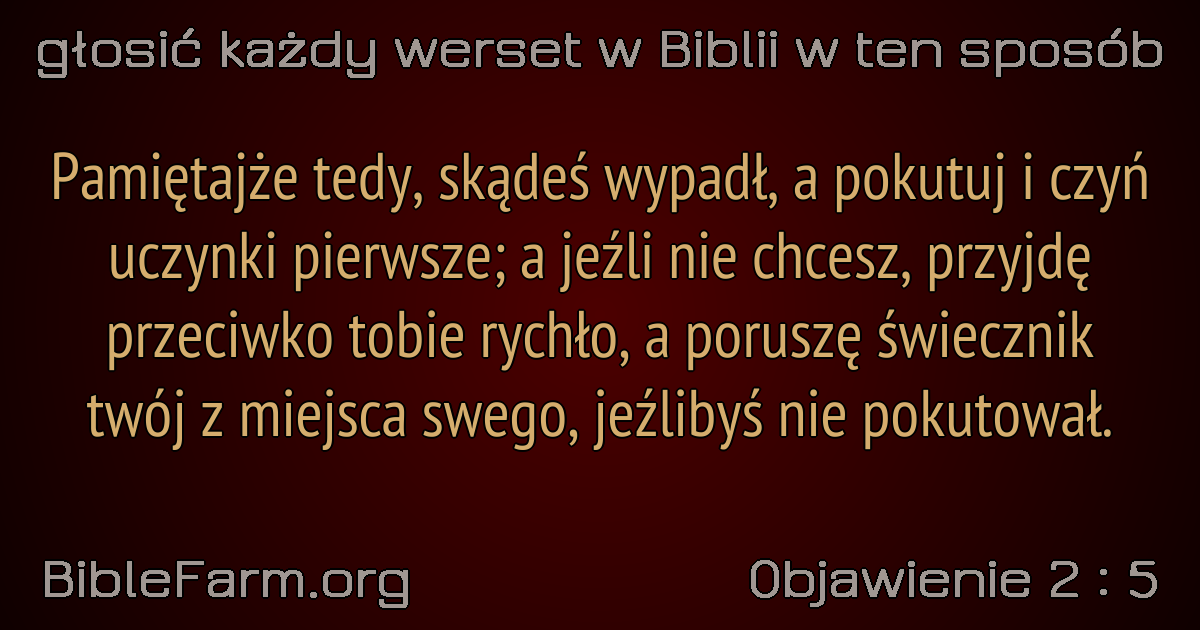 głosić każdy werset w Biblii w ten sposób
Pamiętajże tedy, skądeś wypadł, a pokutuj i czyń
uczynki pierwsze; a jeźli nie chcesz, przyjdę
przeciwko tobie rychło, a poruszę świecznik
twój z miejsca swego, jeźlibyś nie pokutował.
BibleFarm.org
Objawienie 2 : 5